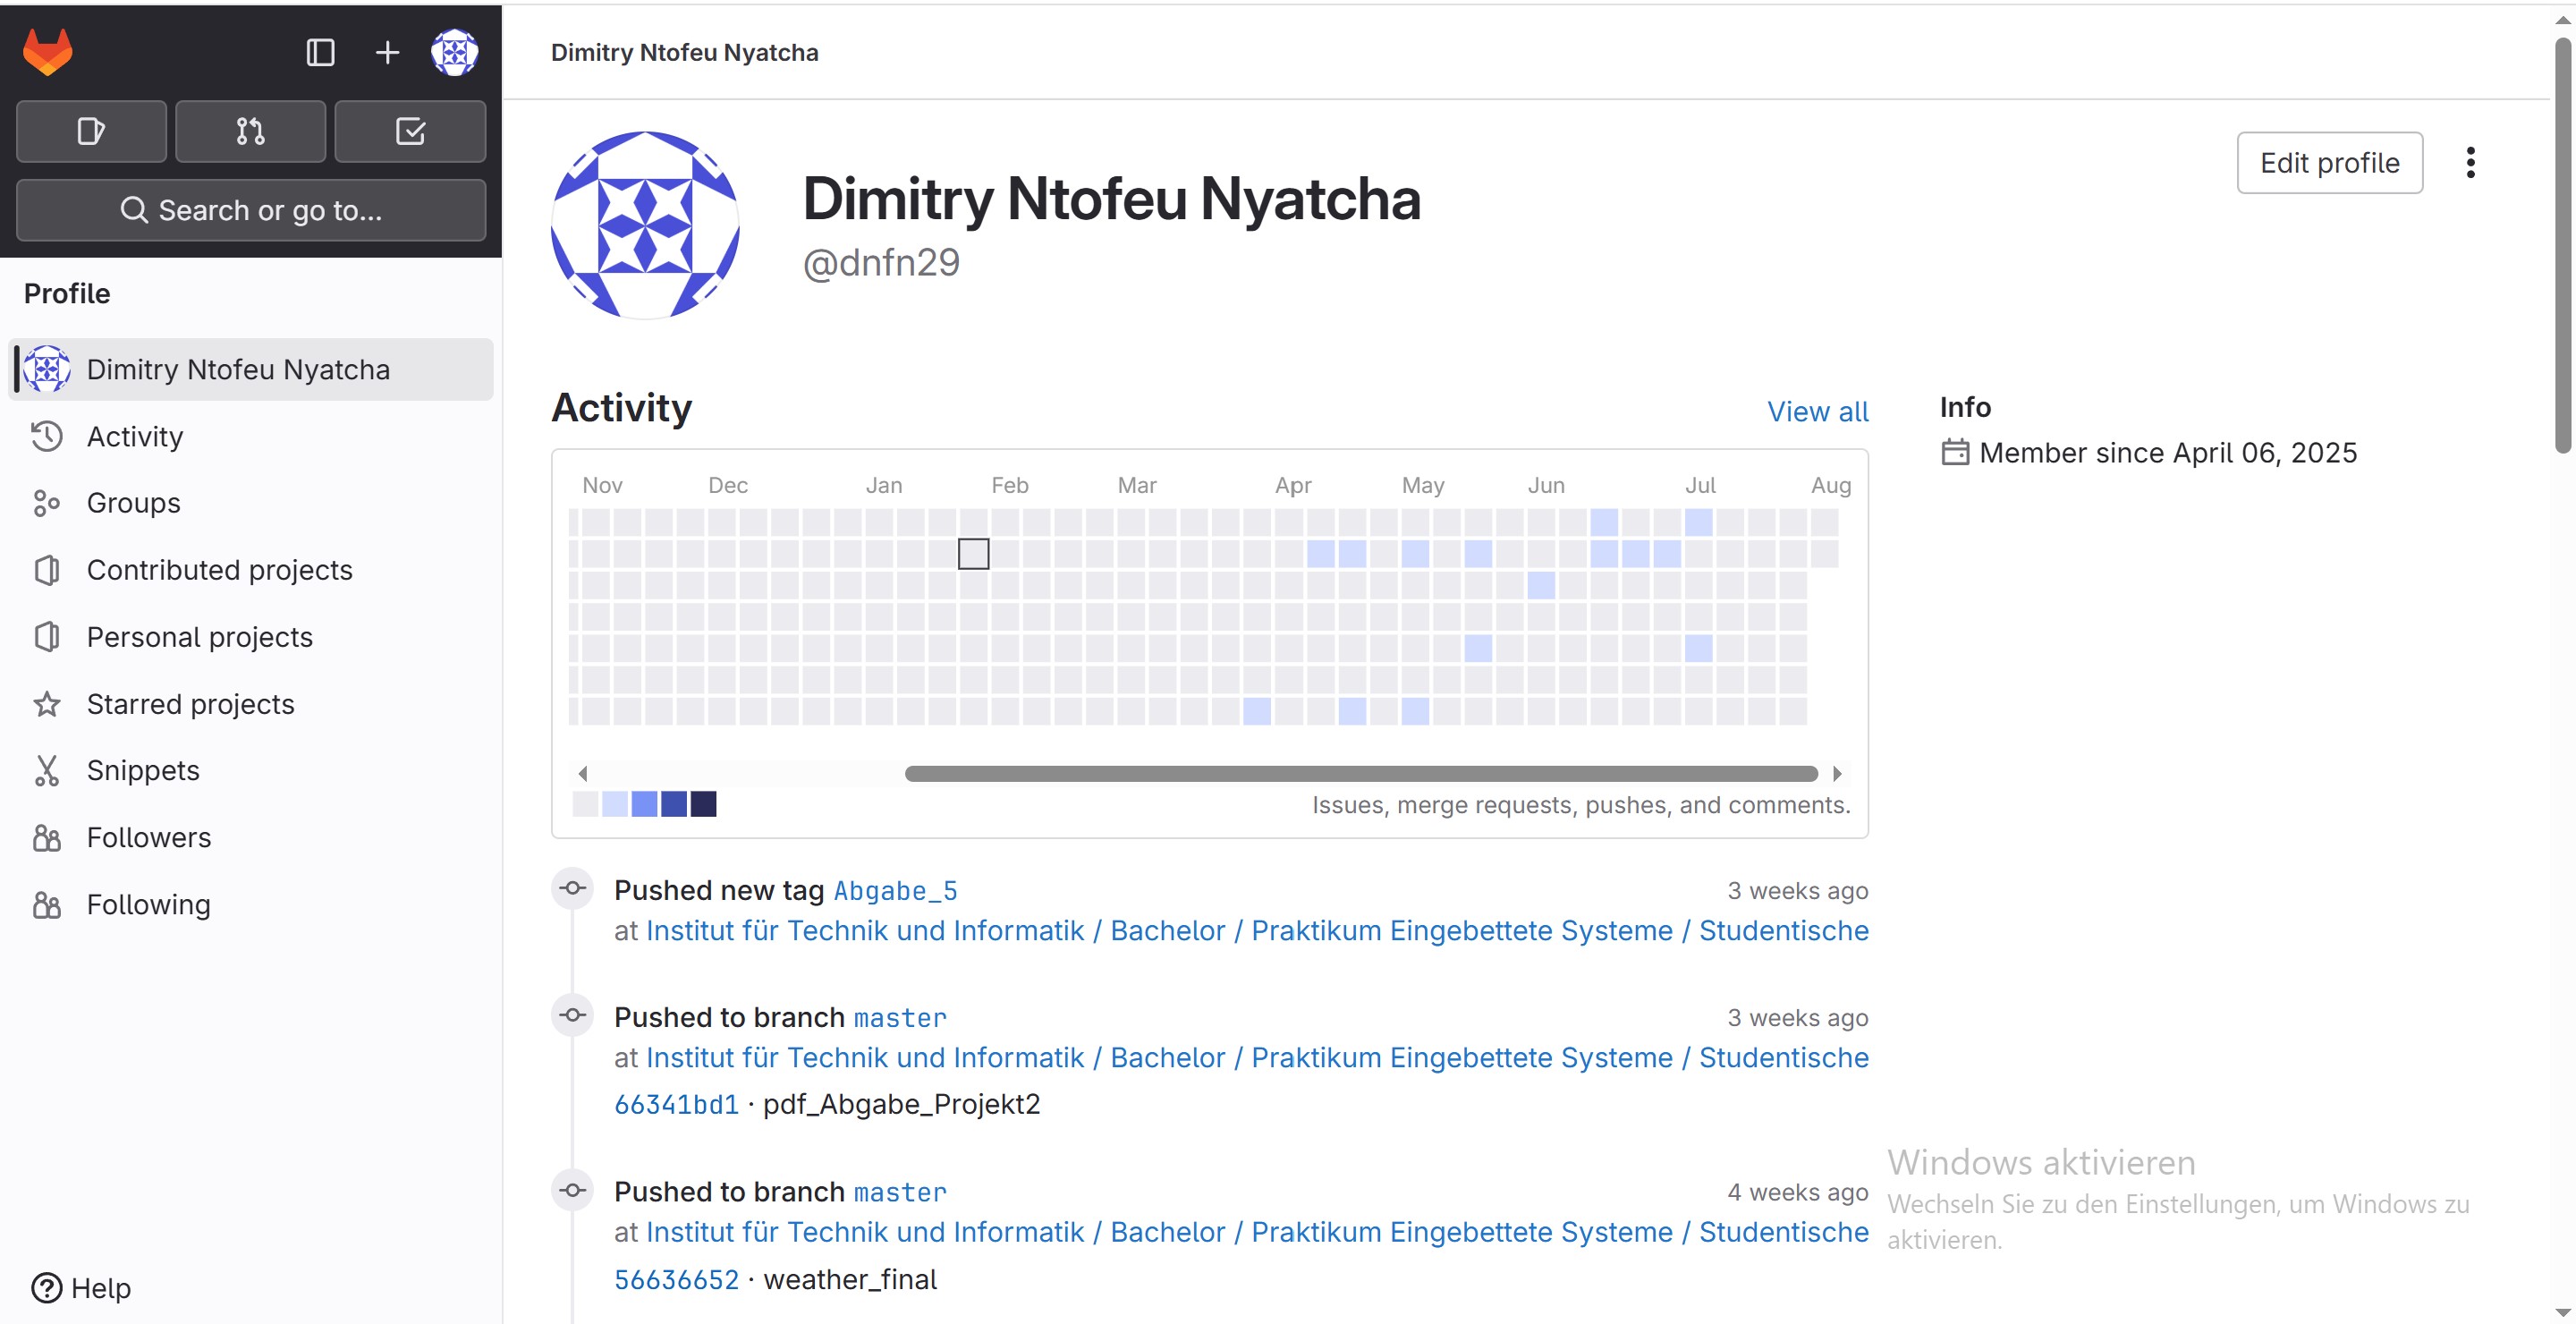 Dimitry Ntofeu Nyatcha
Search or go to...
Profile
Dimitry Ntofeu Nyatcha
Activity
Groups
Contributed projects
Personal projects
Starred projects
Snippets
Followers
Following
Help
Dimitry Ntofeu Nyatcha
@dnfn29
Edit profile
Activity
View all
Nov Dec Jan Feb Mar Apr May Jun Jul Aug
Issues, merge requests, pushes, and comments.
Info
Member since April 06, 2025
Pushed new tag Abgabe_5 3 weeks ago
at Institut für Technik und Informatik / Bachelor / Praktikum Eingebettete Systeme / Studentische
Pushed to branch master 3 weeks ago
at Institut für Technik und Informatik / Bachelor / Praktikum Eingebettete Systeme / Studentische
66341bd1 · pdf_Abgabe_Projekt2
Pushed to branch master 4 weeks ago
at Institut für Technik und Informatik / Bachelor / Praktikum Eingebettete Systeme / Studentische
56636652 · weather_final
Windows aktivieren
Wechseln Sie zu den Einstellungen, um Windows zu
aktivieren.